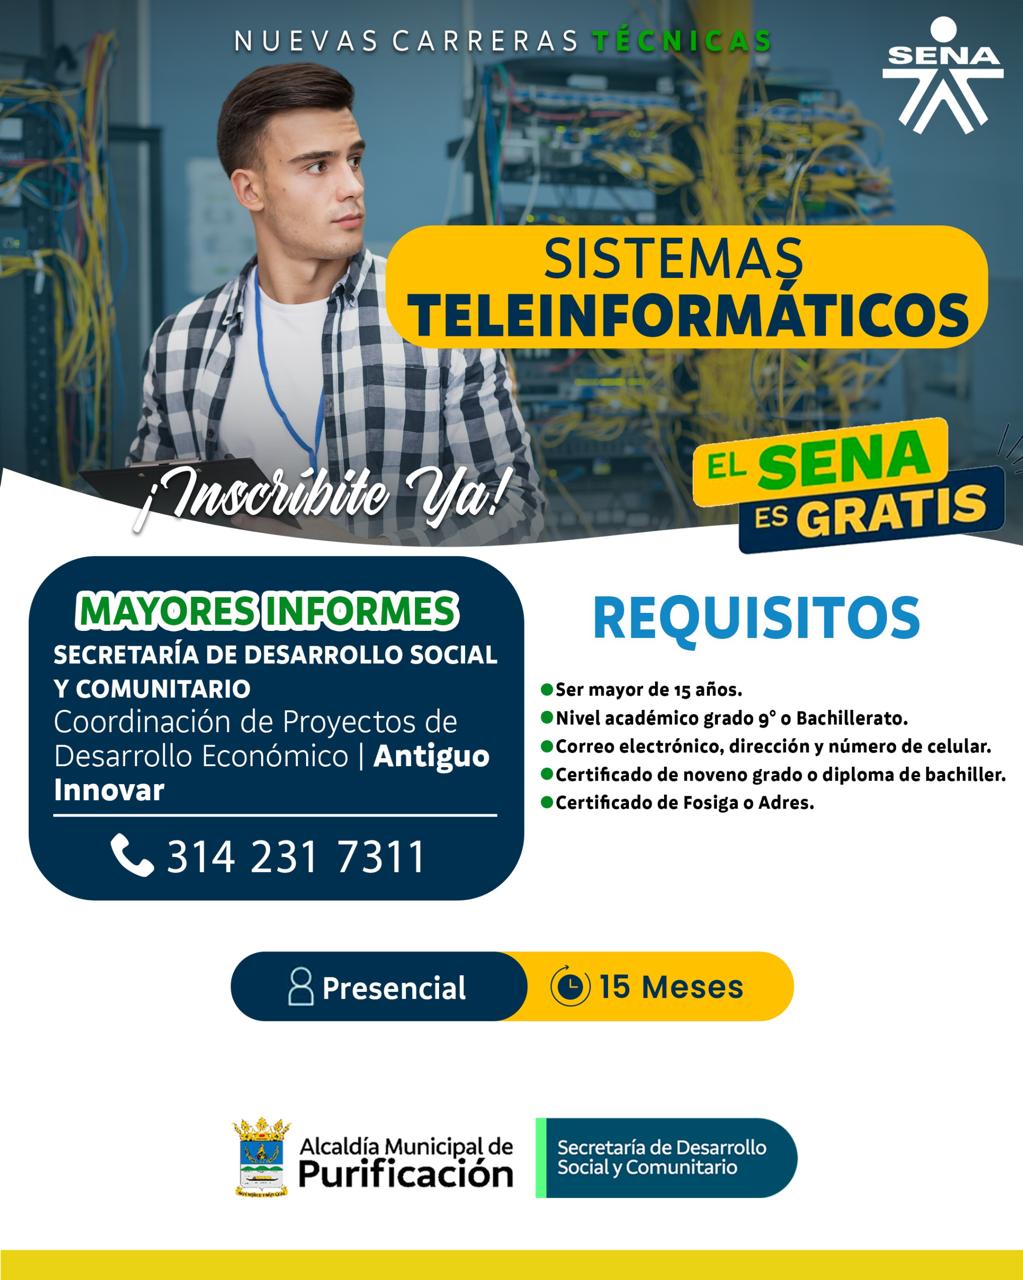 NUEVAS CARRERAS TÉCNICAS
SENA
SISTEMAS
TELEINFORMÁTICOS
EL SENA
ES GRATIS
¡Inscríbite Ya!
MAYORES INFORMES
SECRETARÍA DE DESARROLLO SOCIAL
Y COMUNITARIO
Coordinación de Proyectos de
Desarrollo Económico | Antiguo
Innovar
314 231 7311
REQUISITOS
Ser mayor de 15 años.
Nivel académico grado 9° o Bachillerato.
Correo electrónico, dirección y número de celular.
Certificado de noveno grado o diploma de bachiller.
Certificado de Fosiga o Adres.
Presencial
15 Meses
Alcaldía Municipal de
Purificación
Secretaría de Desarrollo
Social y Comunitario